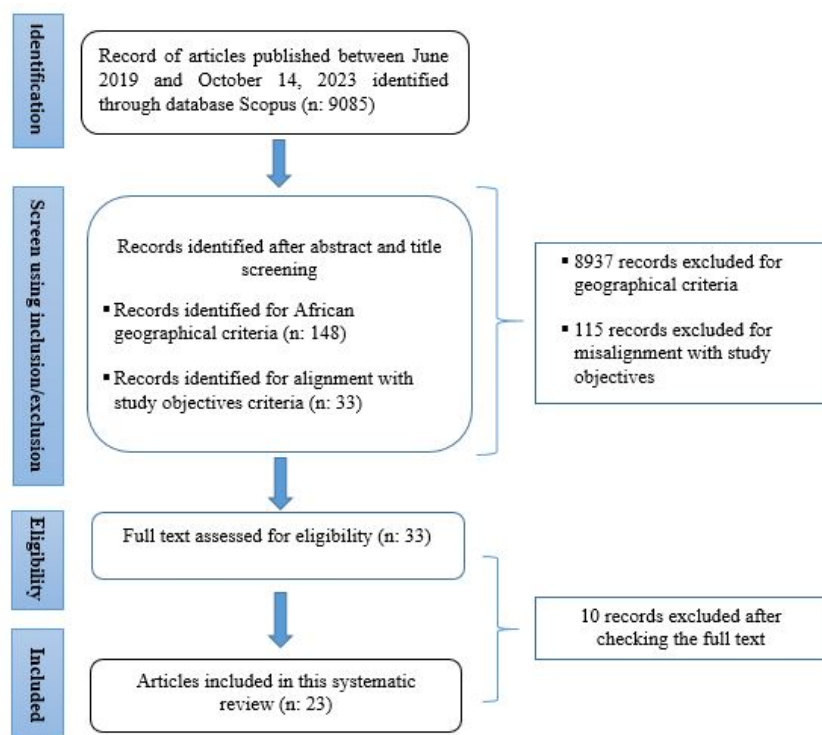 Identification
Record of articles published between June
2019 and October 14, 2023 identified
through database Scopus (n: 9085)
Screen using inclusion/exclusion
Records identified after abstract and title
screening
▪ Records identified for African
geographical criteria (n: 148)
▪ Records identified for alignment with
study objectives criteria (n: 33)
▪ 8937 records excluded for
geographical criteria
▪ 115 records excluded for
misalignment with study
objectives
Eligibility
Full text assessed for eligibility (n: 33)
10 records excluded after
checking the full text
Included
Articles included in this systematic
review (n: 23)